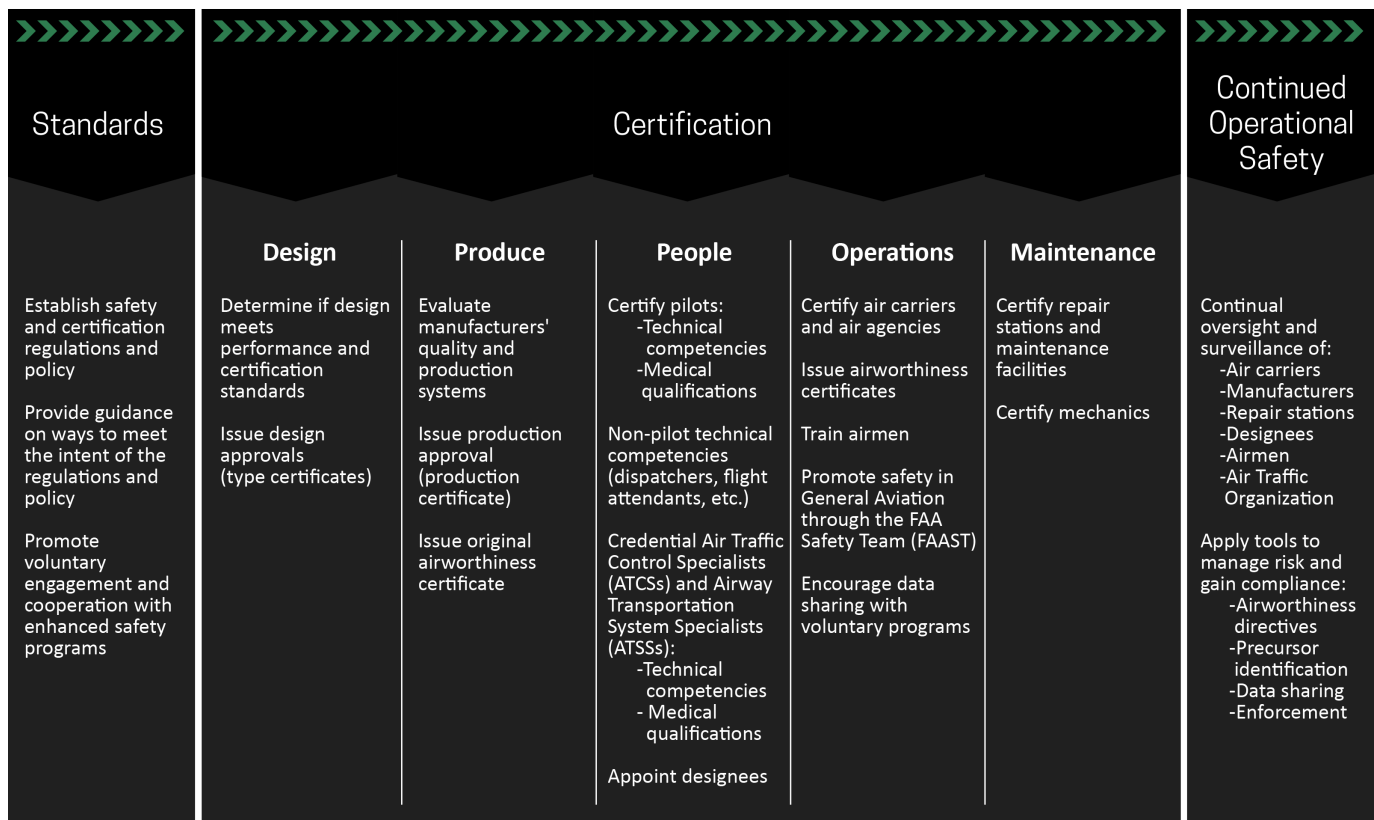 Standards
Certification
Continued
Operational
Safety
Establish safety
and certification
regulations and
policy
Provide guidance
on ways to meet
the intent of the
regulations and
policy
Promote
voluntary
engagement and
cooperation with
enhanced safety
programs
Design
Determine if design
meets
performance and
certification
standards
Issue design
approvals
(type certificates)
Produce
Evaluate
manufacturers'
quality and
production
systems
Issue production
approval
(production
certificate)
Issue original
airworthiness
certificate
People
Certify pilots:
-Technical
competencies
-Medical
qualifications
Non-pilot technical
competencies
(dispatchers, flight
attendants, etc.)
Credential Air Traffic
Control Specialists
(ATCSs) and Airway
Transportation
System Specialists
(ATSSs):
-Technical
competencies
- Medical
qualifications
Appoint designees
Operations
Certify air carriers
and air agencies
Issue airworthiness
certificates
Train airmen
Promote safety in
General Aviation
through the FAA
Safety Team (FAAST)
Encourage data
sharing with
voluntary programs
Maintenance
Certify repair
stations and
maintenance
facilities
Certify mechanics
Continual
oversight and
surveillance of:
-Air carriers
-Manufacturers
-Repair stations
-Designees
-Airmen
-Air Traffic
Organization
Apply tools to
manage risk and
gain compliance:
-Airworthiness
directives
-Precursor
identification
-Data sharing
-Enforcement